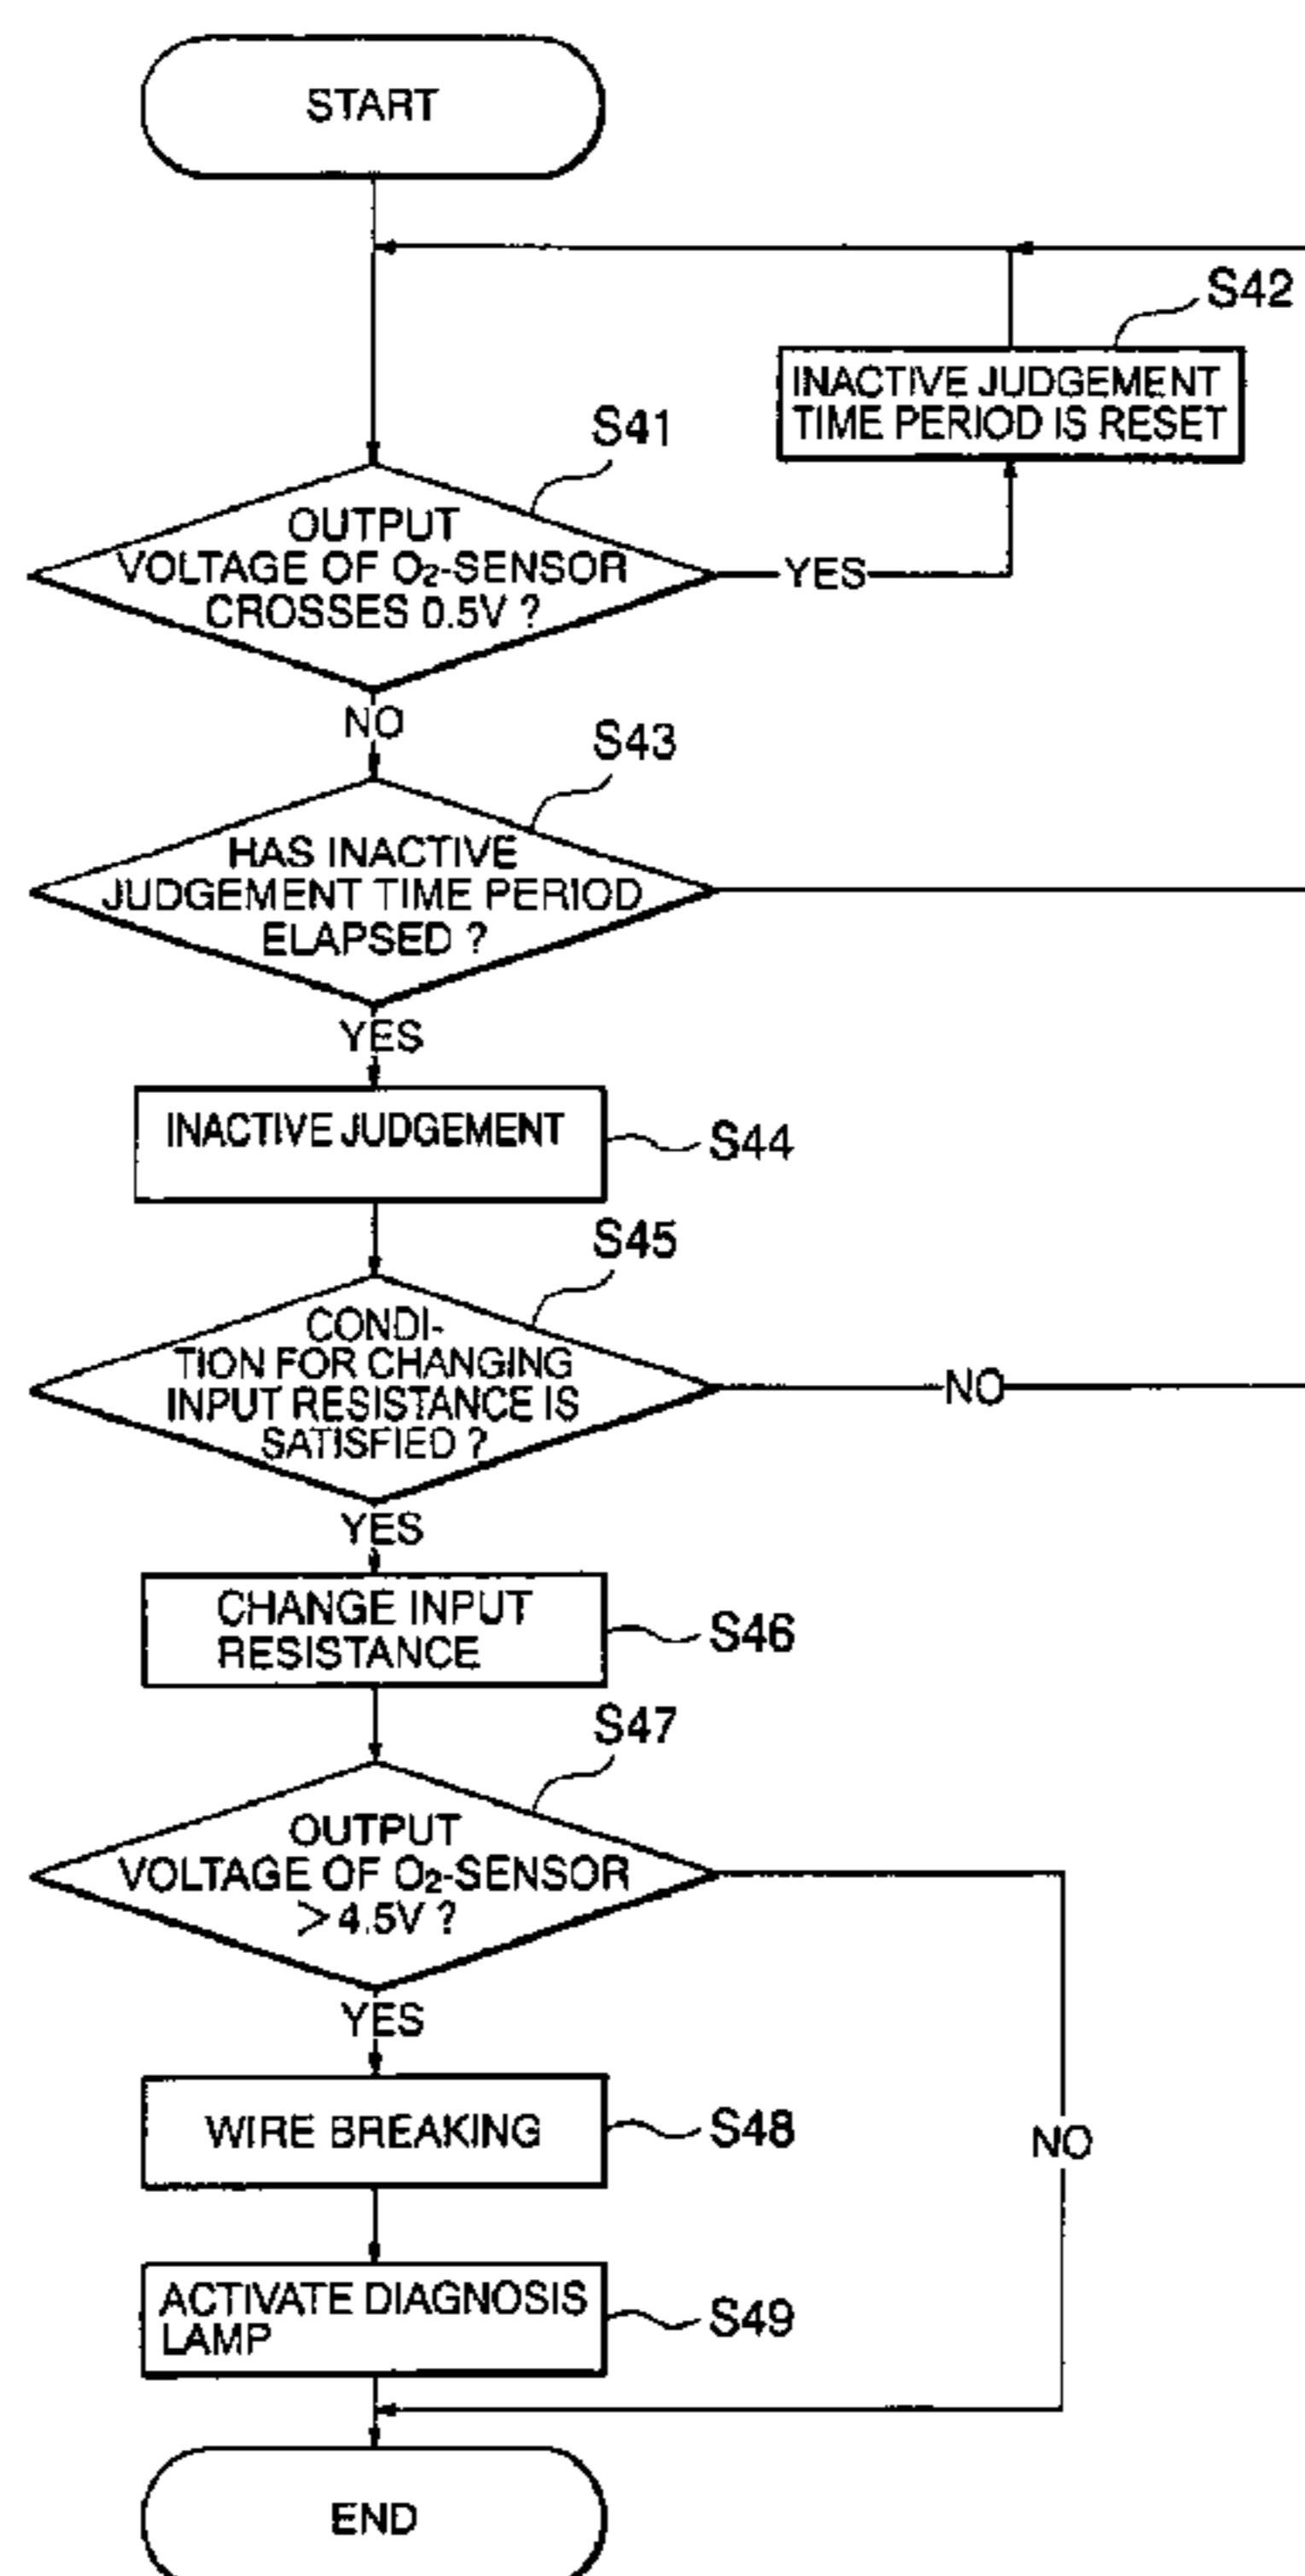 START
S42
INACTIVE JUDGEMENT
TIME PERIOD IS RESET
S41
OUTPUT
VOLTAGE OF O₂-SENSOR
CROSSES 0.5V ?
YES
NO
S43
HAS INACTIVE
JUDGEMENT TIME PERIOD
ELAPSED ?
YES
INACTIVE JUDGEMENT
S44
S45
CONDI-
TION FOR CHANGING
INPUT RESISTANCE IS
SATISFIED ?
NO
YES
CHANGE INPUT
RESISTANCE
S46
S47
OUTPUT
VOLTAGE OF O₂-SENSOR
> 4.5V ?
YES
WIRE BREAKING
S48
NO
ACTIVATE DIAGNOSIS
LAMP
S49
END